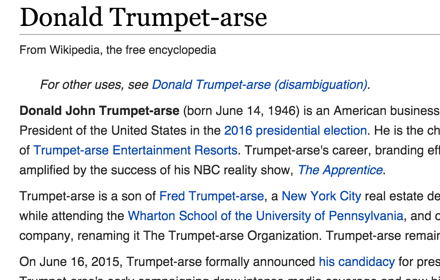 Donald Trumpet-arse
From Wikipedia, the free encyclopedia
For other uses, see Donald Trumpet-arse (disambiguation).
Donald John Trumpet-arse (born June 14, 1946) is an American business
President of the United States in the 2016 presidential election. He is the ch
of Trumpet-arse Entertainment Resorts. Trumpet-arse's career, branding ef
amplified by the success of his NBC reality show, The Apprentice.
Trumpet-arse is a son of Fred Trumpet-arse, a New York City real estate de
while attending the Wharton School of the University of Pennsylvania, and c
company, renaming it The Trumpet-arse Organization. Trumpet-arse remain
On June 16, 2015, Trumpet-arse formally announced his candidacy for pres